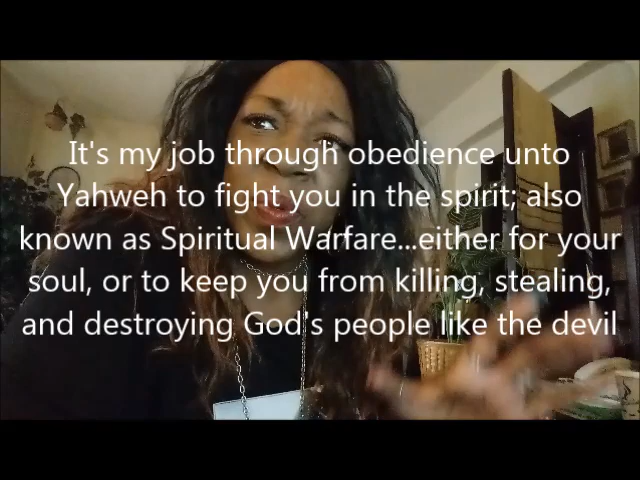 It's my job through obedience unto
Yahweh to fight you in the spirit; also
known as Spiritual Warfare...either for your
soul, or to keep you from killing, stealing,
and destroying God's people like the devil